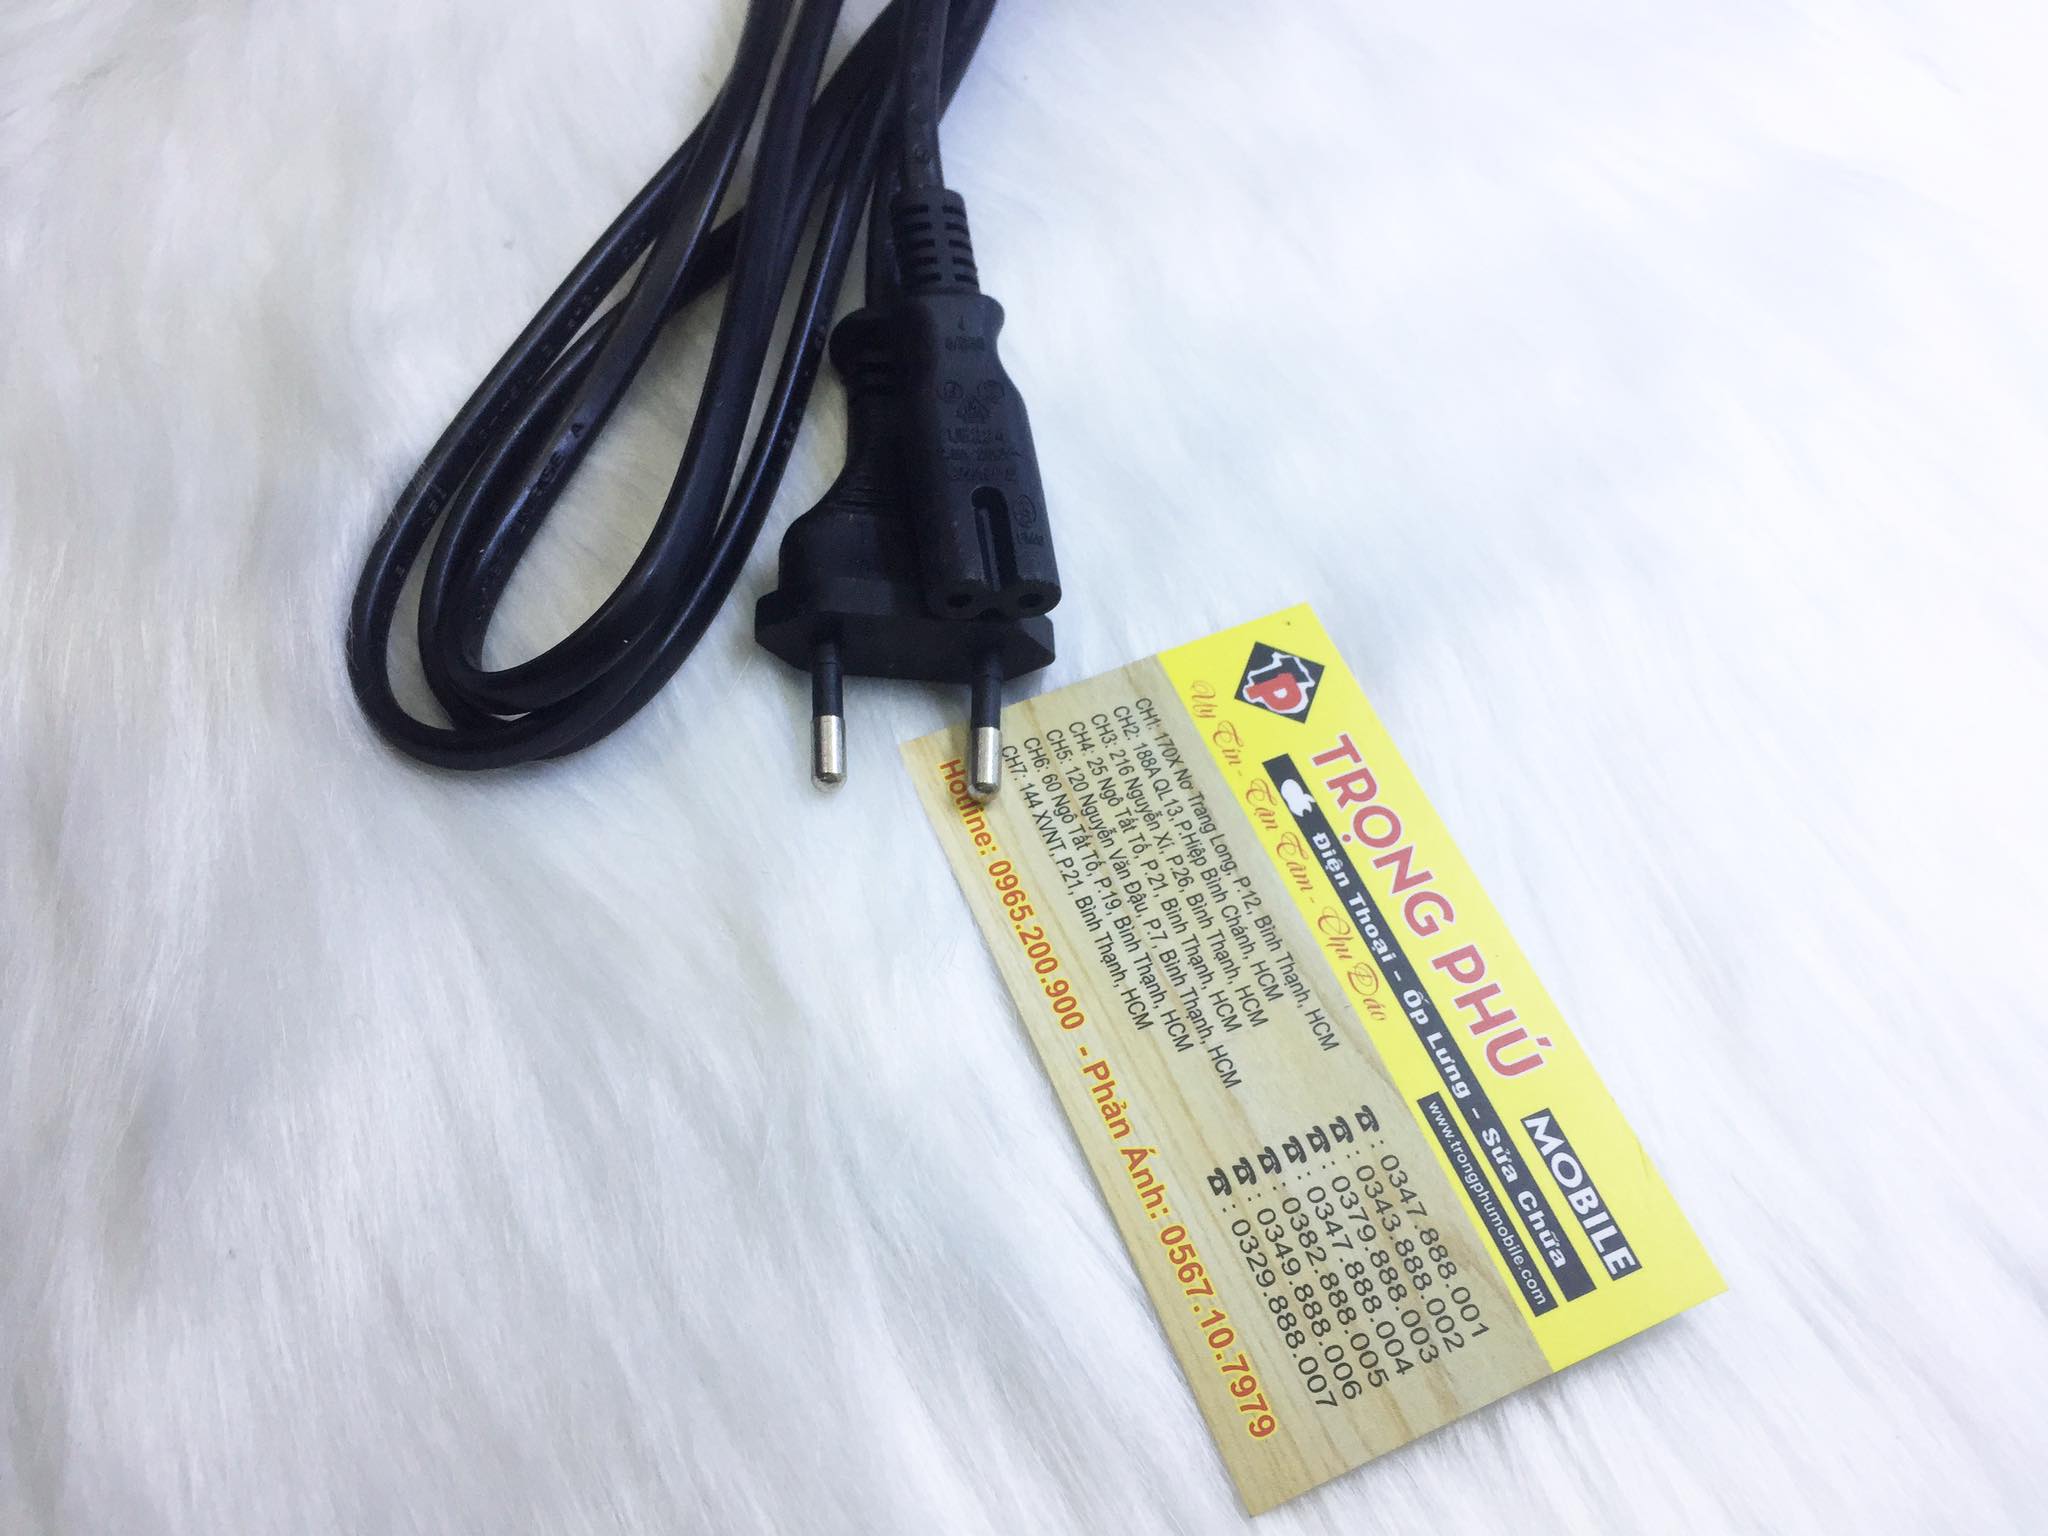 TP
TRỌNG PHÚ
MOBILE
Điện Thoại - Ốp Lưng - Sửa Chữa
www.trongphumobile.com
Uy Tín - Tận Tâm - Chu Đáo
CH1: 170X Nơ Trang Long, P.12, Bình Thạnh, HCM ☎: 0347.888.001
CH2: 188A QL13, P.Hiệp Bình Chánh, HCM ☎: 0343.888.002
CH3: 216 Nguyễn Xí, P.26, Bình Thạnh, HCM ☎: 0379.888.003
CH4: 25 Ngô Tất Tố, P.21, Bình Thạnh, HCM ☎: 0347.888.004
CH5: 120 Nguyễn Văn Đậu, P.7, Bình Thạnh, HCM ☎: 0382.888.005
CH6: 60 Ngô Tất Tố, P.19, Bình Thạnh, HCM ☎: 0349.888.006
CH7: 144 XVNT, P.21, Bình Thạnh, HCM ☎: 0329.888.007
Hotline: 0965.200.900 - Phản Ánh: 0567.10.7979